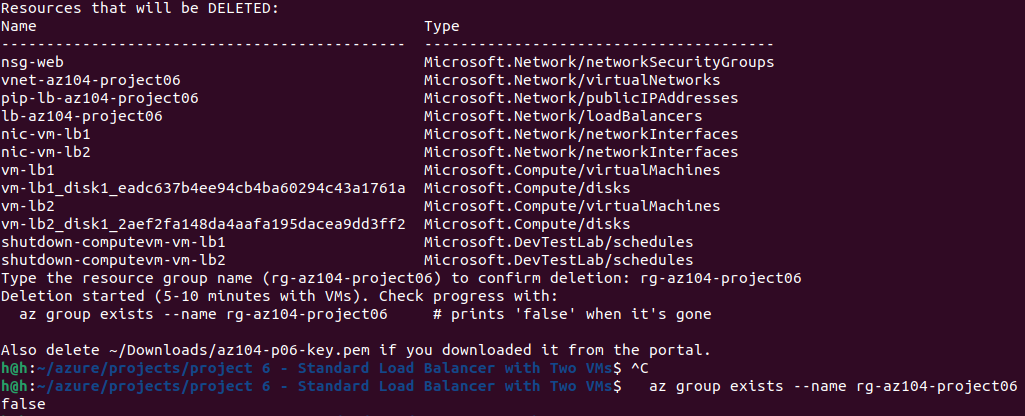 Resources that will be DELETED:
Name                                           Type
---------------------------------------------  ---------------------------------------
nsg-web                                        Microsoft.Network/networkSecurityGroups
vnet-az104-project06                           Microsoft.Network/virtualNetworks
pip-lb-az104-project06                         Microsoft.Network/publicIPAddresses
lb-az104-project06                             Microsoft.Network/loadBalancers
nic-vm-lb1                                     Microsoft.Network/networkInterfaces
nic-vm-lb2                                     Microsoft.Network/networkInterfaces
vm-lb1                                         Microsoft.Compute/virtualMachines
vm-lb1_disk1_eadc637b4ee94cb4ba60294c43a1761a  Microsoft.Compute/disks
vm-lb2                                         Microsoft.Compute/virtualMachines
vm-lb2_disk1_2aef2fa148da4aafa195dacea9dd3ff2  Microsoft.Compute/disks
shutdown-computevm-vm-lb1                      Microsoft.DevTestLab/schedules
shutdown-computevm-vm-lb2                      Microsoft.DevTestLab/schedules
Type the resource group name (rg-az104-project06) to confirm deletion: rg-az104-project06
Deletion started (5-10 minutes with VMs). Check progress with:
  az group exists --name rg-az104-project06     # prints 'false' when it's gone

Also delete ~/Downloads/az104-p06-key.pem if you downloaded it from the portal.
h@h:~/azure/projects/project 6 - Standard Load Balancer with Two VMs$ ^C
h@h:~/azure/projects/project 6 - Standard Load Balancer with Two VMs$   az group exists --name rg-az104-project06
false